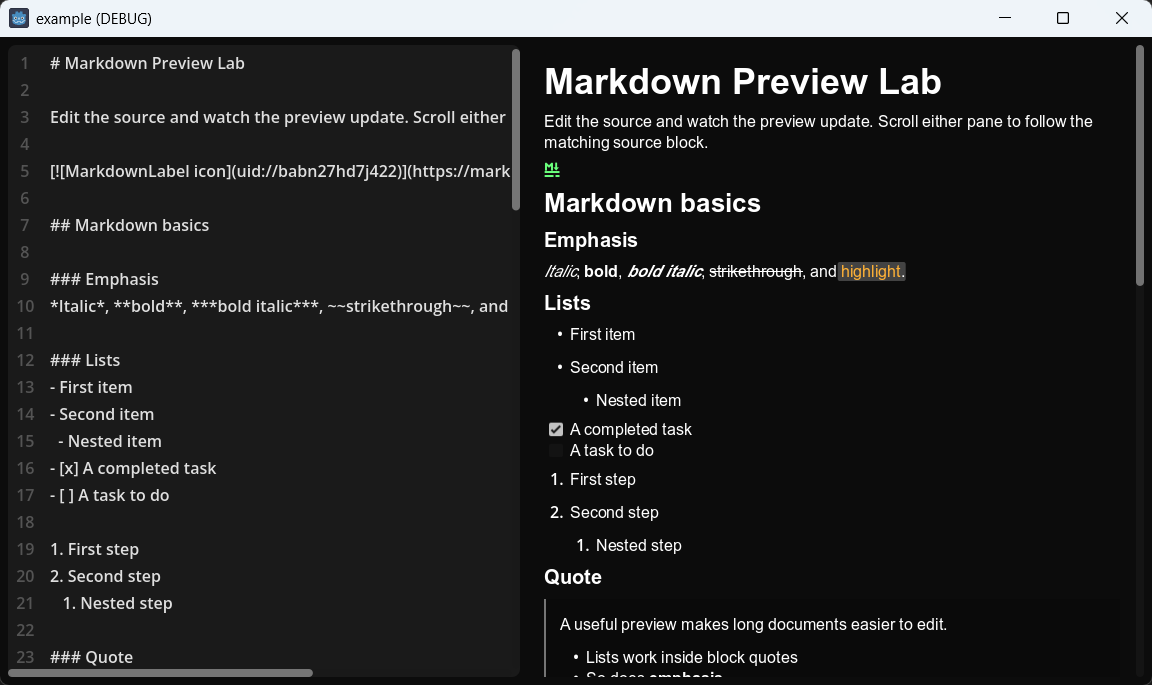 example (DEBUG)
1 # Markdown Preview Lab
2
3 Edit the source and watch the preview update. Scroll either
4
5 [![MarkdownLabel icon](uid://babn27hd7j422)](https://mark
6
7 ## Markdown basics
8
9 ### Emphasis
10 *Italic*, **bold**, ***bold italic***, ~~strikethrough~~, and
11
12 ### Lists
13 - First item
14 - Second item
15   - Nested item
16 - [x] A completed task
17 - [ ] A task to do
18
19 1. First step
20 2. Second step
21    1. Nested step
22
23 ### Quote
Markdown Preview Lab
Edit the source and watch the preview update. Scroll either pane to follow the
matching source block.
M↓
Markdown basics
Emphasis
Italic, bold, bold italic, strikethrough, and highlight.
Lists
• First item
• Second item
• Nested item
A completed task
A task to do
1. First step
2. Second step
1. Nested step
Quote
A useful preview makes long documents easier to edit.
• Lists work inside block quotes
• So does emphasis